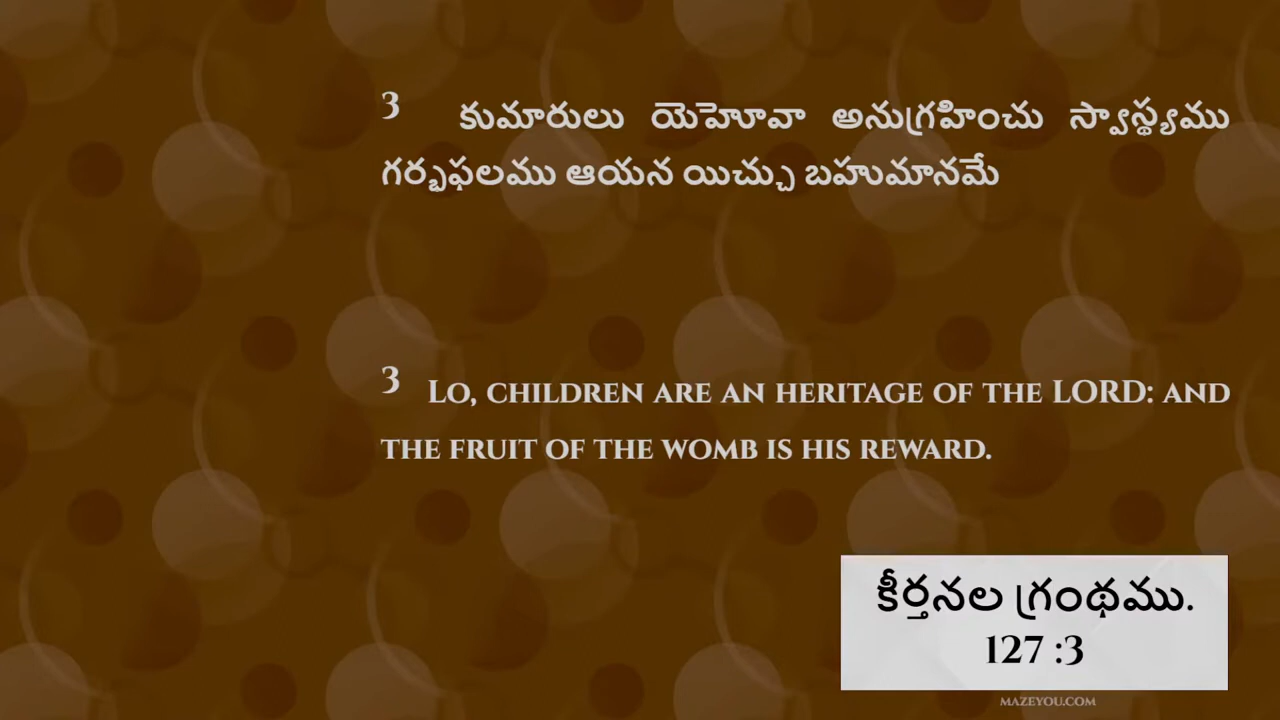 3 కుమారులు యెహోవా అనుగ్రహించు స్వాస్థ్యము
గర్భఫలము ఆయన యిచ్చు బహుమానమే
3 Lo, children are an heritage of the LORD: and
the fruit of the womb is his reward.
కీర్తనల గ్రంథము.
127 :3
MAZEYOU.COM